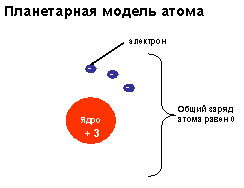 Планетарная модель атома
электрон
Ядро
+ 3
Общий заряд
атома равен 0